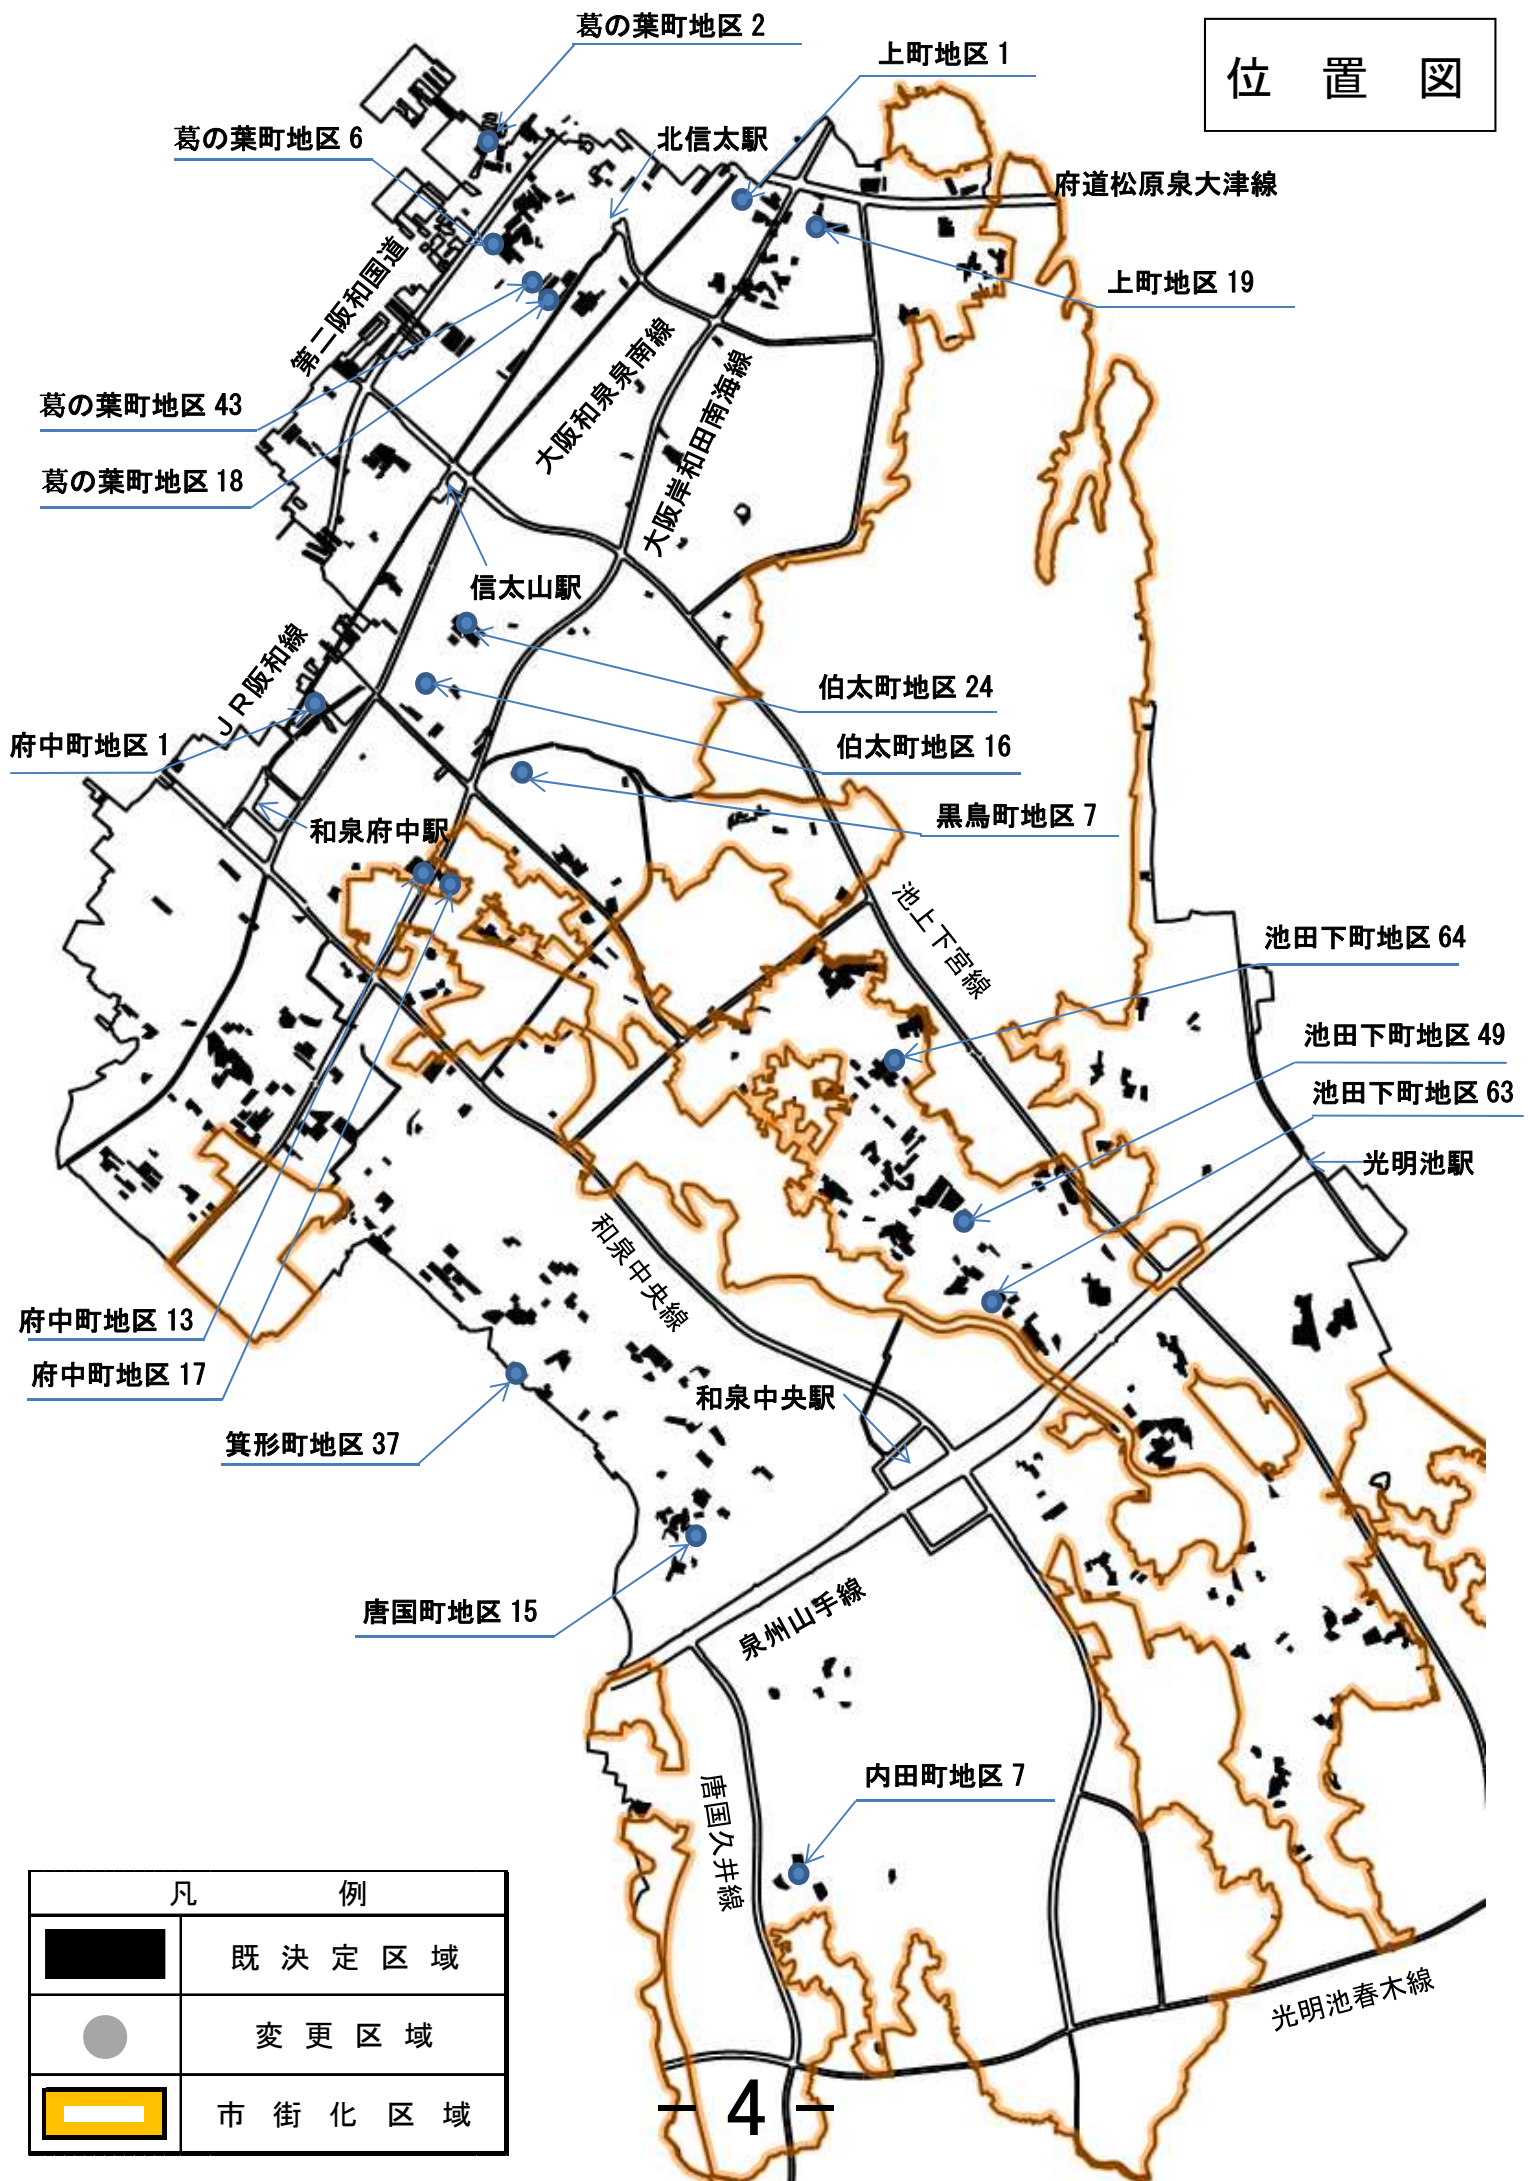 位置図
葛の葉町地区 2
上町地区 1
葛の葉町地区 6
北信太駅
府道松原泉大津線
第二阪和国道
上町地区 19
大阪和泉泉南線
大阪岸和田南海線
葛の葉町地区 43
葛の葉町地区 18
信太山駅
JR阪和線
伯太町地区 24
府中町地区 1
伯太町地区 16
黒鳥町地区 7
和泉府中駅
池上下宮線
池田下町地区 64
池田下町地区 49
池田下町地区 63
光明池駅
和泉中央線
府中町地区 13
府中町地区 17
和泉中央駅
箕形町地区 37
唐国町地区 15
泉州山手線
内田町地区 7
唐国久井線
光明池春木線
凡例
既決定区域
変更区域
市街化区域
- 4 -